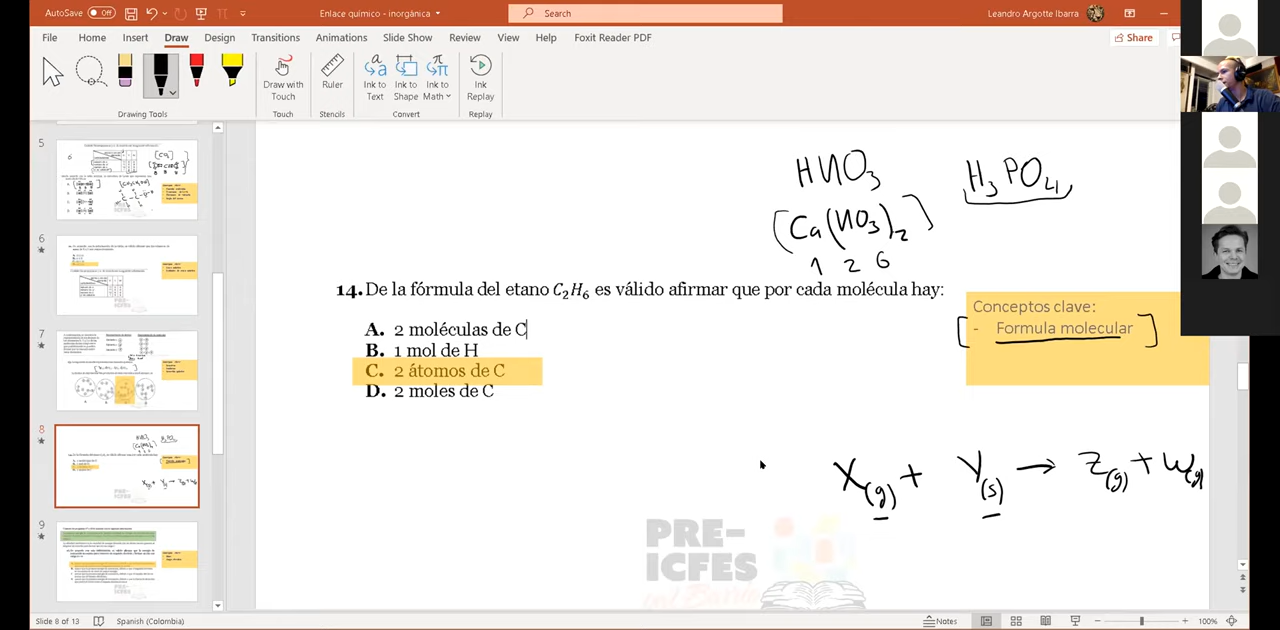 AutoSave Off
Enlace químico - inorgánica
Search
Leandro Argotte Ibarra
File Home Insert Draw Design Transitions Animations Slide Show Review View Help Foxit Reader PDF
Share
Draw with Touch
Ruler
Ink to Text
Ink to Shape
Ink to Math
Ink Replay
Drawing Tools
Touch
Stencils
Convert
Replay
5
6
7
8
9
HNO3
H3PO4
(Ca(NO3)2)
1 2 6
14. De la fórmula del etano C2H6 es válido afirmar que por cada molécula hay:
A. 2 moléculas de C
B. 1 mol de H
C. 2 átomos de C
D. 2 moles de C
Conceptos clave:
- Formula molecular
X(g) + Y(s) → Z(g) + W(g)
PRE-
ICFES
Slide 8 of 13
Spanish (Colombia)
Notes
100%